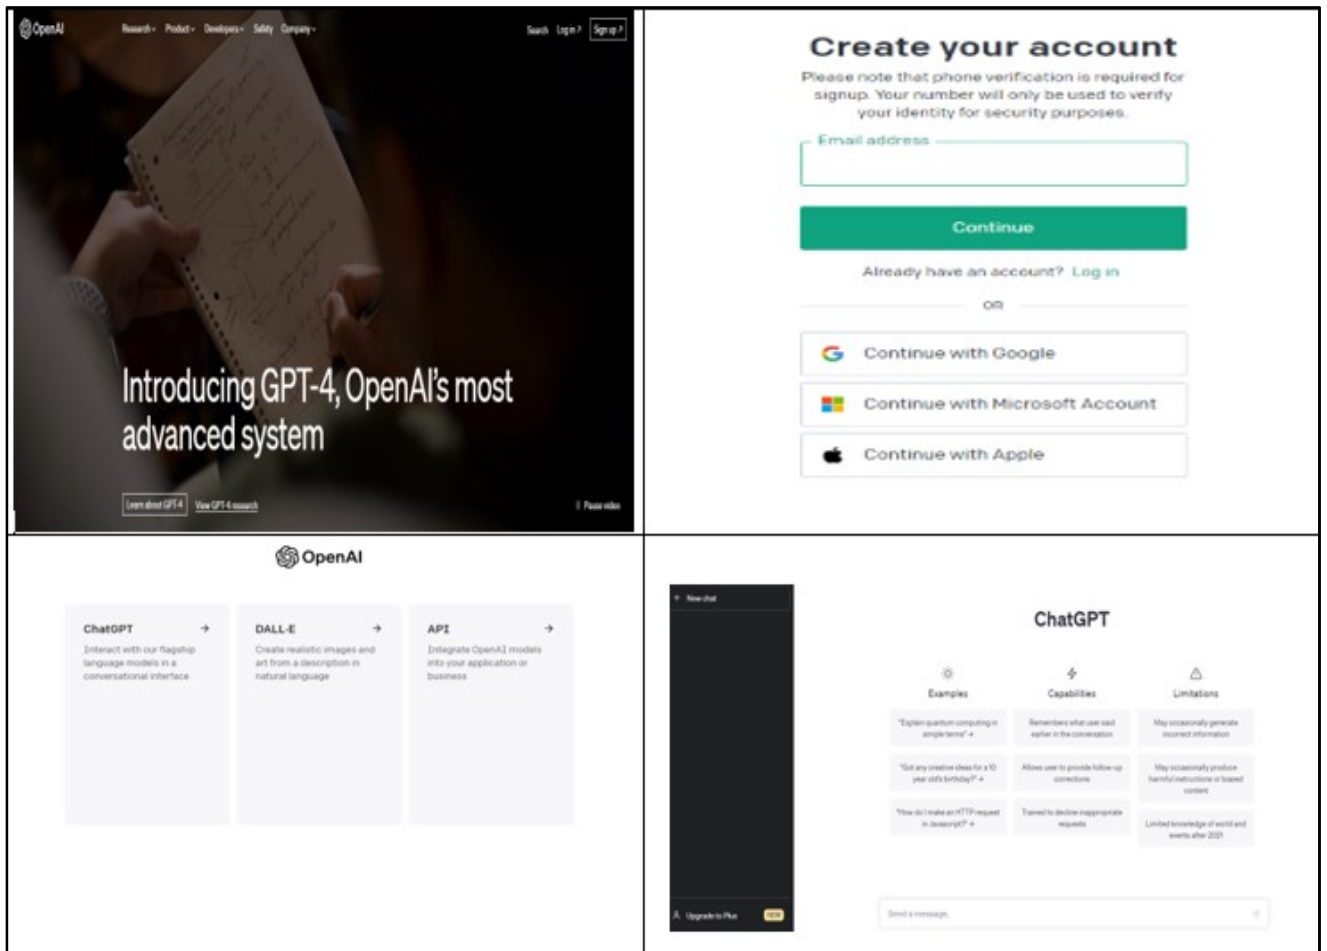 OpenAI
Research Product Developers Safety Company
Search Log in Sign up
Introducing GPT-4, OpenAI's most
advanced system
Learn about GPT-4 View GPT-4 research
Pause video
Create your account
Please note that phone verification is required for
signup. Your number will only be used to verify
your identity for security purposes.
Email address
Continue
Already have an account? Log in
OR
Continue with Google
Continue with Microsoft Account
Continue with Apple
OpenAI
ChatGPT
Interact with our flagship
language models in a
conversational interface
DALL·E
Create realistic images and
art from a description in
natural language
API
Integrate OpenAI models
into your application or
business
+ New chat
Upgrade to Plus NEW
ChatGPT
Examples
"Explain quantum computing in
simple terms" →
"Got any creative ideas for a 10
year old's birthday?" →
"How do I make an HTTP request
in Javascript?" →
Capabilities
Remembers what user said
earlier in the conversation
Allows user to provide follow-up
corrections
Trained to decline inappropriate
requests
Limitations
May occasionally generate
incorrect information
May occasionally produce
harmful instructions or biased
content
Limited knowledge of world and
events after 2021
Send a message.